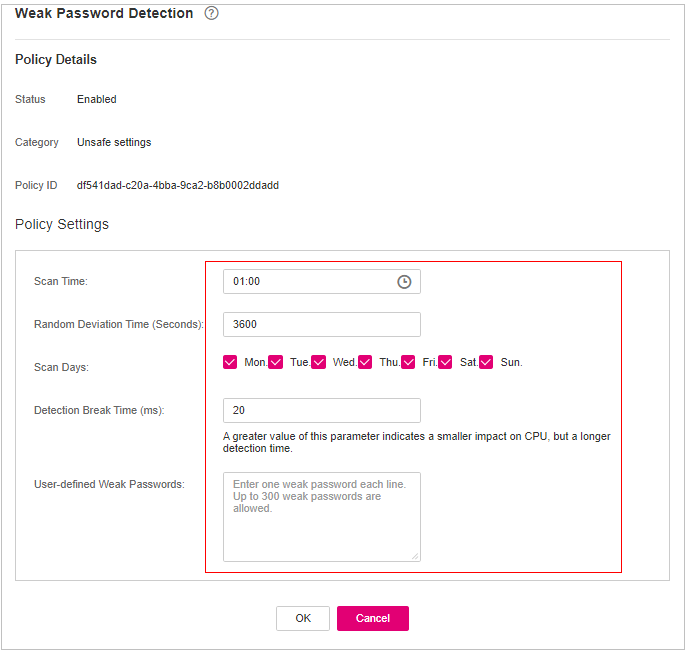 Weak Password Detection ?
Policy Details
Status Enabled
Category Unsafe settings
Policy ID df541dad-c20a-4bba-9ca2-b8b0002ddadd
Policy Settings
Scan Time: 01:00
Random Deviation Time (Seconds): 3600
Scan Days: Mon. Tue. Wed. Thu. Fri. Sat. Sun.
Detection Break Time (ms): 20
A greater value of this parameter indicates a smaller impact on CPU, but a longer
detection time.
User-defined Weak Passwords: Enter one weak password each line.
Up to 300 weak passwords are
allowed.
OK Cancel